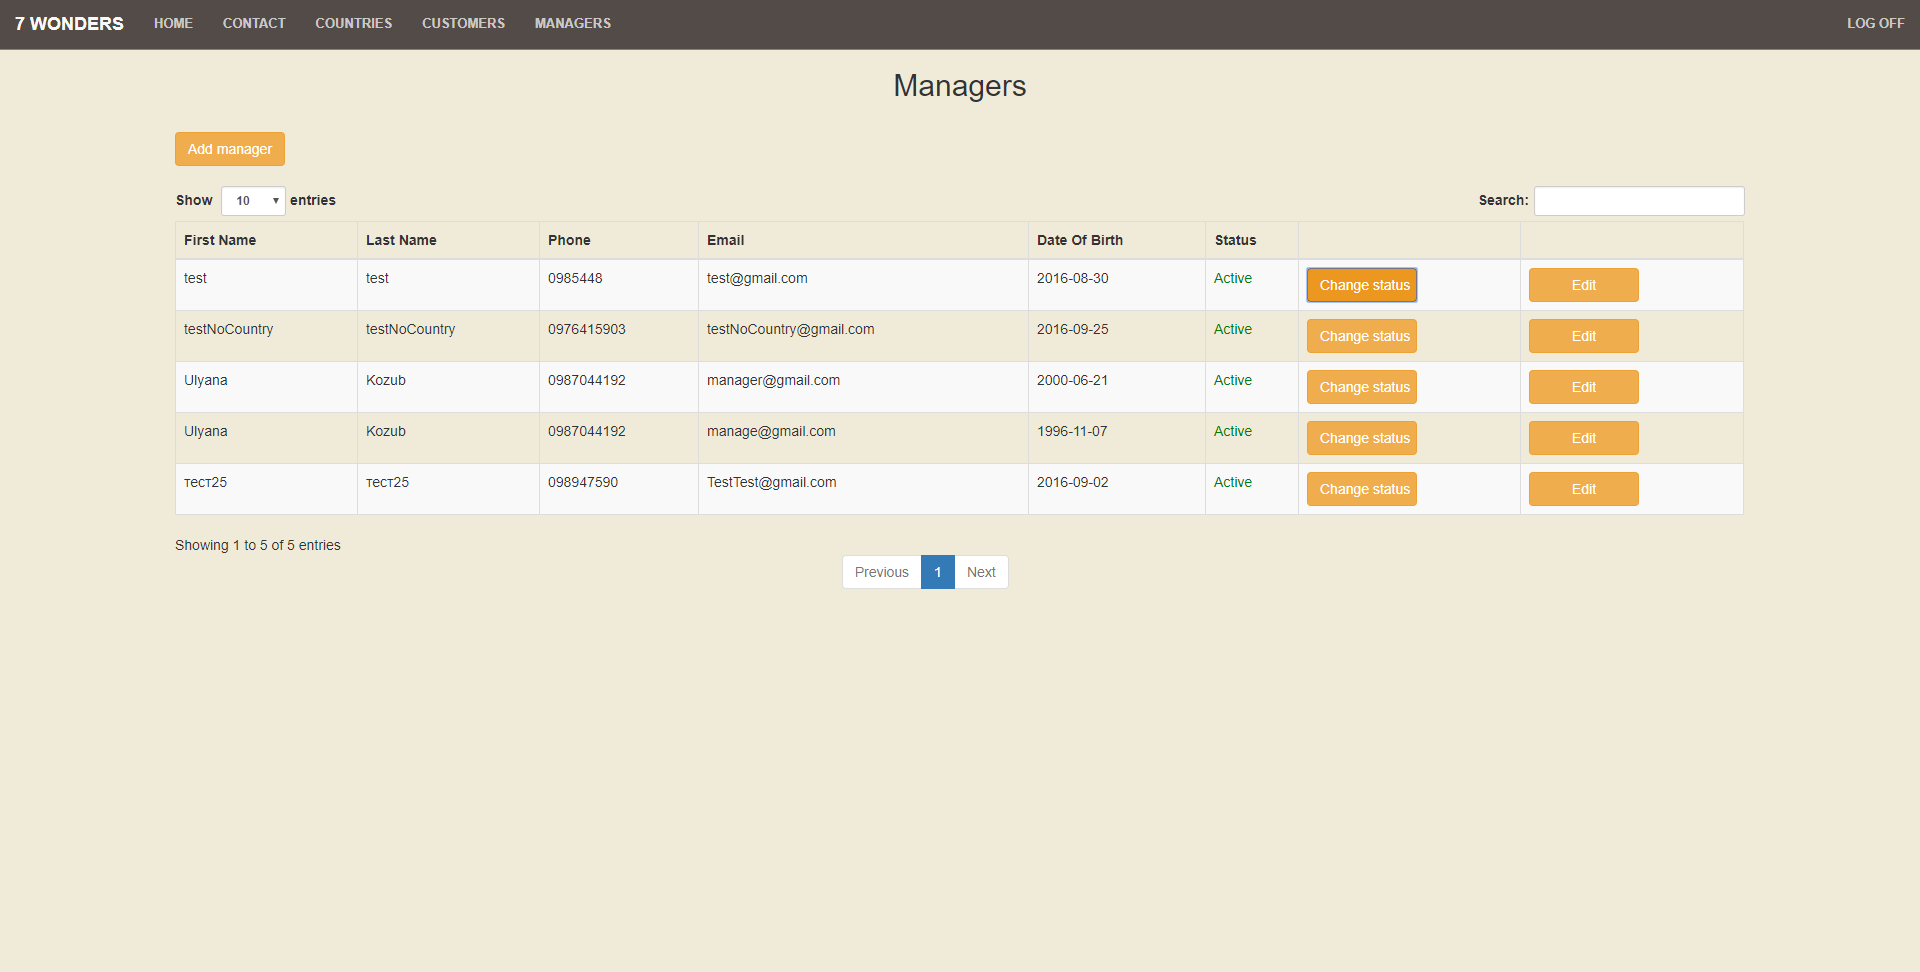 7 WONDERS HOME CONTACT COUNTRIES CUSTOMERS MANAGERS LOG OFF
Managers
Add manager
Show 10 entries Search:
First Name Last Name Phone Email Date Of Birth Status
test test 0985448 test@gmail.com 2016-08-30 Active Change status Edit
testNoCountry testNoCountry 0976415903 testNoCountry@gmail.com 2016-09-25 Active Change status Edit
Ulyana Kozub 0987044192 manager@gmail.com 2000-06-21 Active Change status Edit
Ulyana Kozub 0987044192 manage@gmail.com 1996-11-07 Active Change status Edit
тест25 тест25 098947590 TestTest@gmail.com 2016-09-02 Active Change status Edit
Showing 1 to 5 of 5 entries
Previous 1 Next